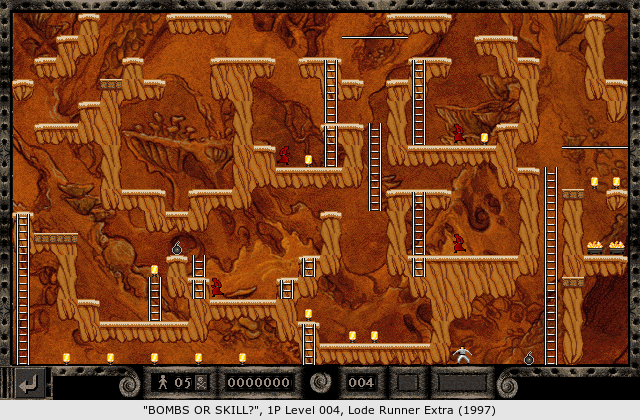 05 0000000 004
"BOMBS OR SKILL?", 1P Level 004, Lode Runner Extra (1997)